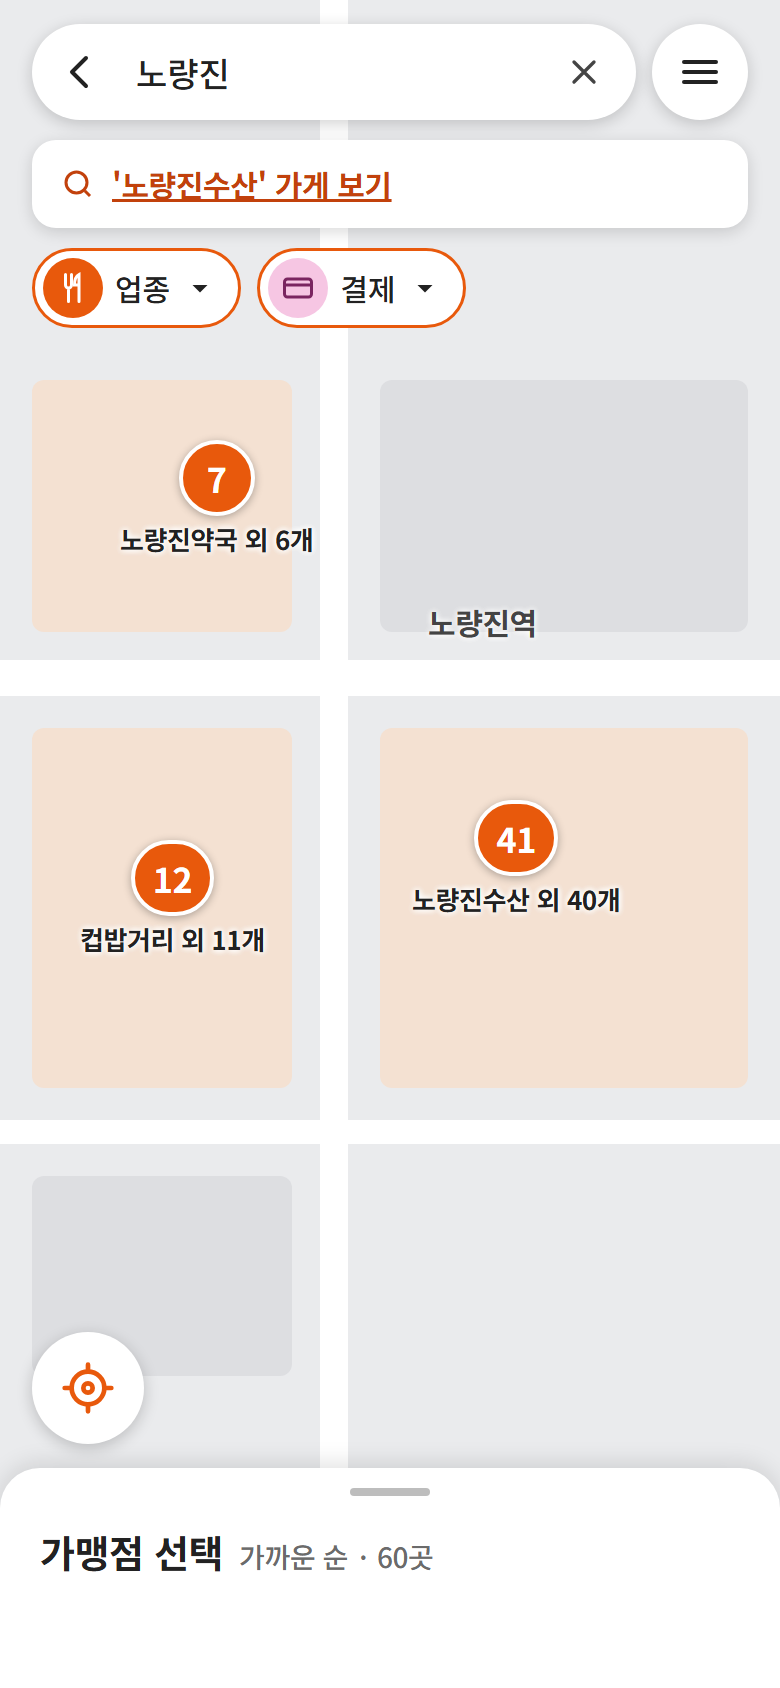 노량진
'노량진수산' 가게 보기
업종
결제
7
노량진약국 외 6개
노량진역
41
노량진수산 외 40개
12
컵밥거리 외 11개
가맹점 선택 가까운 순 · 60곳